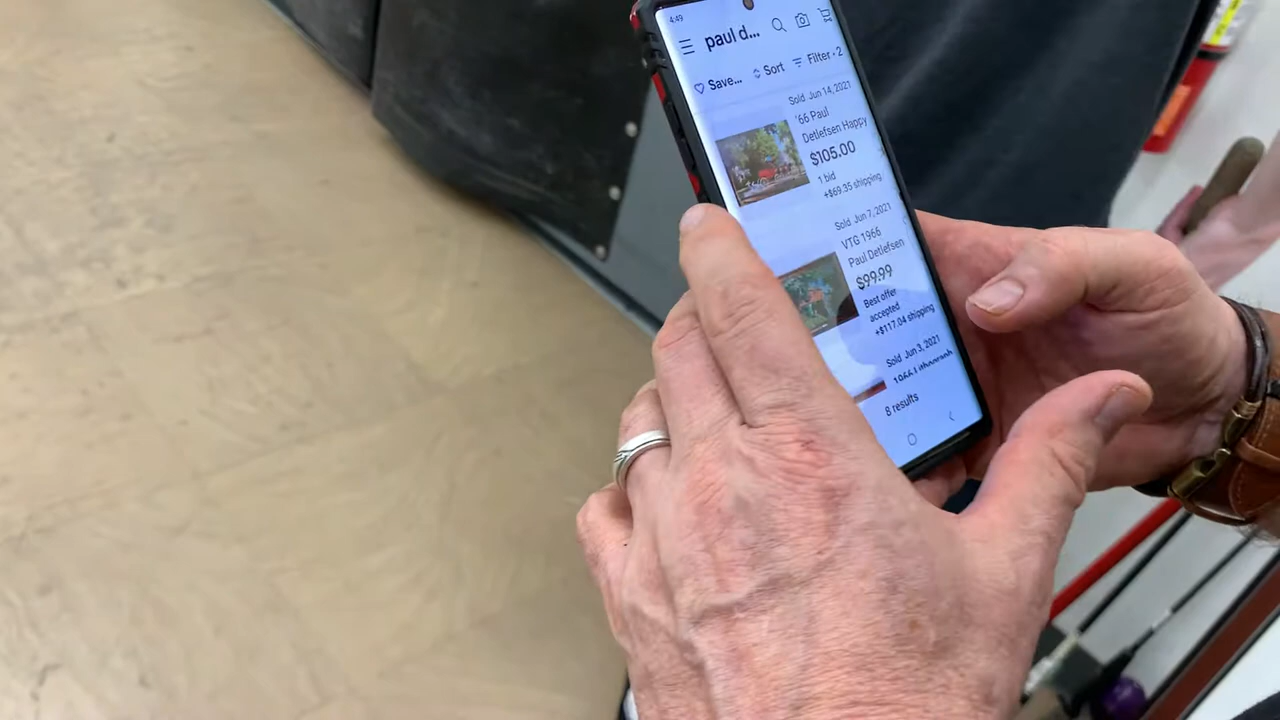 4:49
paul d...
Save... Sort Filter · 2
Sold Jun 14, 2021
'66 Paul
Detlefsen Happy
$105.00
1 bid
+$69.35 shipping
Sold Jun 7, 2021
VTG 1966
Paul Detlefsen
$99.99
Best offer
accepted
+$117.04 shipping
Sold Jun 3, 2021
1966 Lithograph
8 results